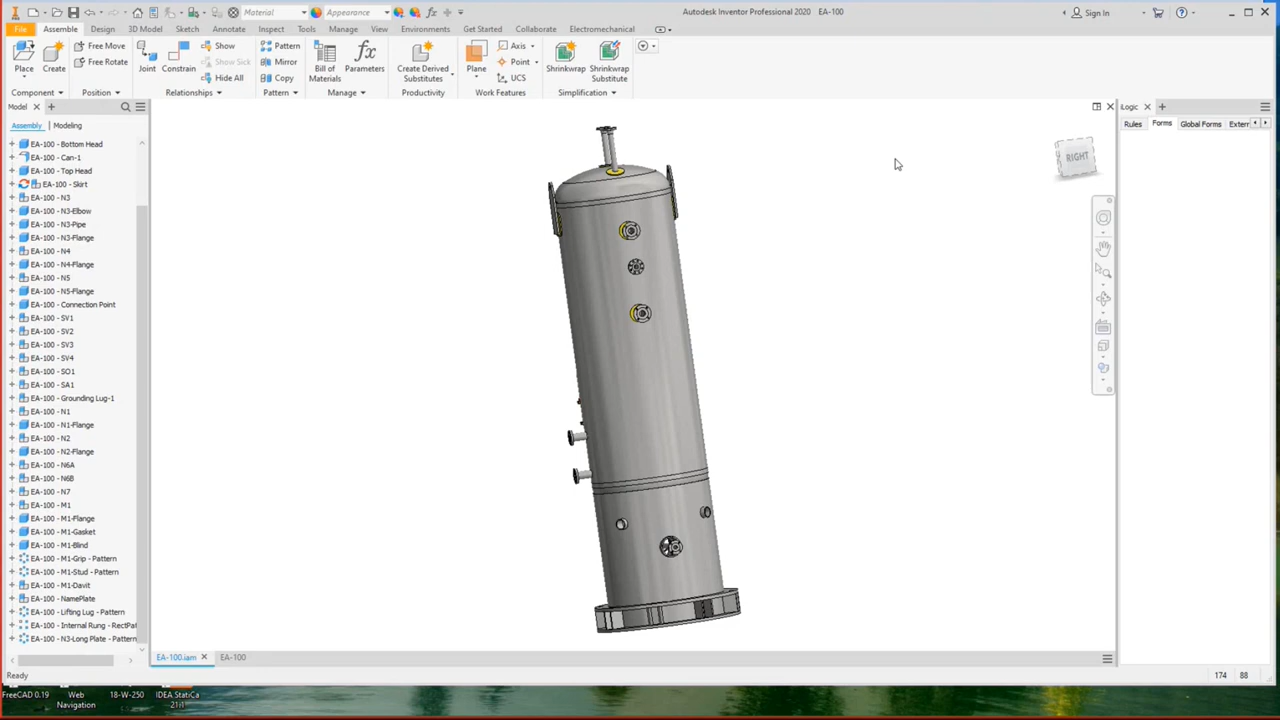 Material
Appearance
Autodesk Inventor Professional 2020 EA-100
Sign In
File Assemble Design 3D Model Sketch Annotate Inspect Tools Manage View Environments Get Started Collaborate Electromechanical
Place
Create
Free Move
Free Rotate
Joint
Constrain
Show
Show Sick
Hide All
Pattern
Mirror
Copy
Bill of Materials
Parameters
Create Derived Substitutes
Plane
Axis
Point
UCS
Shrinkwrap
Shrinkwrap Substitute
Component Position Relationships Pattern Manage Productivity Work Features Simplification
Model
iLogic
Assembly Modeling
Rules Forms Global Forms Extern
EA-100 - Bottom Head
EA-100 - Can-1
EA-100 - Top Head
EA-100 - Skirt
EA-100 - N3
EA-100 - N3-Elbow
EA-100 - N3-Pipe
EA-100 - N3-Flange
EA-100 - N4
EA-100 - N4-Flange
EA-100 - N5
EA-100 - N5-Flange
EA-100 - Connection Point
EA-100 - SV1
EA-100 - SV2
EA-100 - SV3
EA-100 - SV4
EA-100 - SO1
EA-100 - SA1
EA-100 - Grounding Lug-1
EA-100 - N1
EA-100 - N1-Flange
EA-100 - N2
EA-100 - N2-Flange
EA-100 - N6A
EA-100 - N6B
EA-100 - N7
EA-100 - M1
EA-100 - M1-Flange
EA-100 - M1-Gasket
EA-100 - M1-Blind
EA-100 - M1-Grip - Pattern
EA-100 - M1-Stud - Pattern
EA-100 - M1-Davit
EA-100 - NamePlate
EA-100 - Lifting Lug - Pattern
EA-100 - Internal Rung - RectPat
EA-100 - N3-Long Plate - Pattern
RIGHT
EA-100.iam
EA-100
Ready
174 88
FreeCAD 0.19
Web Navigation
18-W-250
IDEA StatiCa 21i1